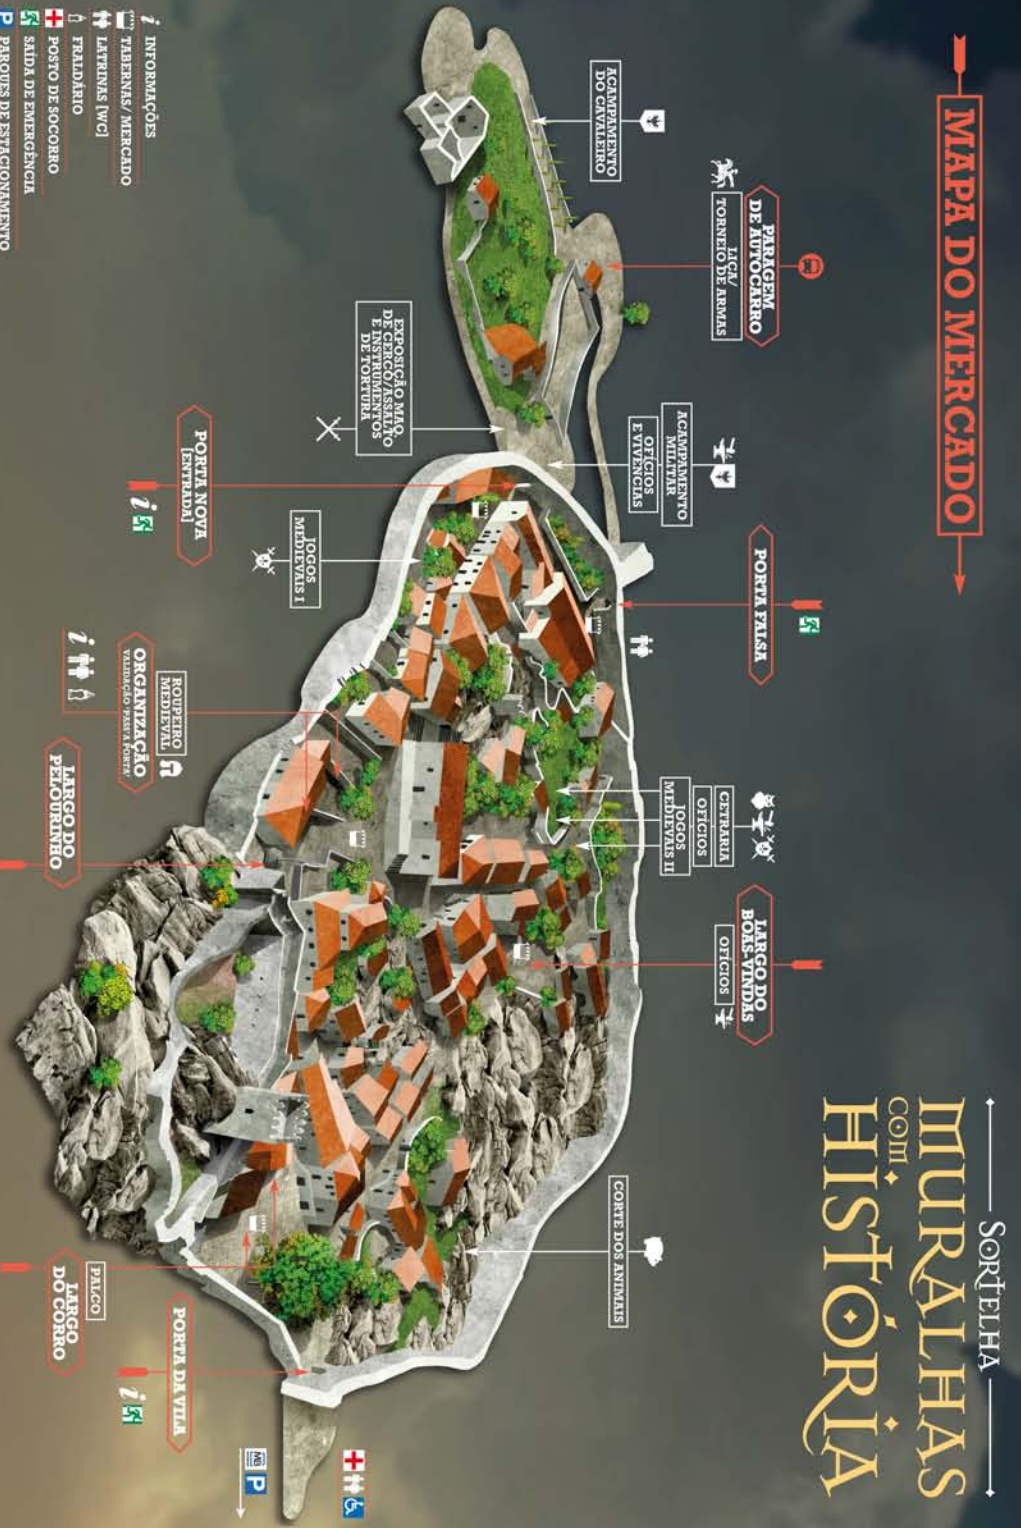 MAPA DO MERCADO
SORTELHA
MURALHAS
COM
HISTÓRIA
PARAGEM
DE AUTOCARRO
LIÇA/
TORNEIO DE ARMAS
ACAMPAMENTO
DO CAVALEIRO
ACAMPAMENTO
MILITAR
OFÍCIOS
E VIVÊNCIAS
PORTA FALSA
CETRARIA
OFÍCIOS
JOGOS
MEDIEVAIS II
LARGO DO
BOAS-VINDAS
OFÍCIOS
CORTE DOS ANIMAIS
EXPOSIÇÃO MAQ.
DE CERCO/ASSALTO
E INSTRUMENTOS
DE TORTURA
PORTA NOVA
[ENTRADA]
i
JOGOS
MEDIEVAIS I
ROUPEIRO
MEDIEVAL
ORGANIZAÇÃO
VALIDAÇÃO "PASS'A PORTA"
i
LARGO DO
PELOURINHO
PALCO
LARGO
DO CORRO
PORTA DA VILA
i
MB P
i INFORMAÇÕES
TABERNAS/ MERCADO
LATRINAS [WC]
FRALDÁRIO
POSTO DE SOCORRO
SAÍDA DE EMERGÊNCIA
P PARQUES DE ESTACIONAMENTO